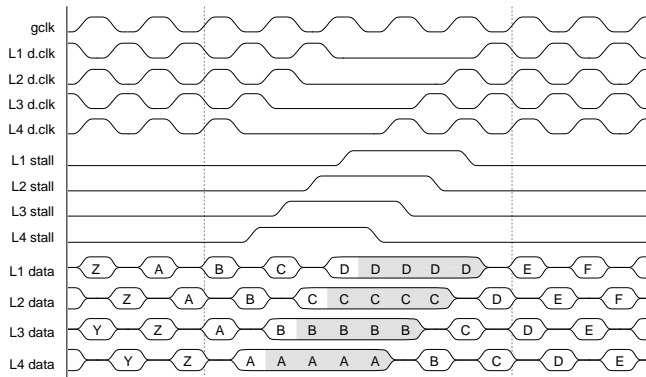 gclk
L1 d.clk
L2 d.clk
L3 d.clk
L4 d.clk
L1 stall
L2 stall
L3 stall
L4 stall
L1 data Z A B C D D D D D E F
L2 data Z A B C C C C C D E F
L3 data Y Z A B B B B B C D E
L4 data Y Z A A A A A B C D E